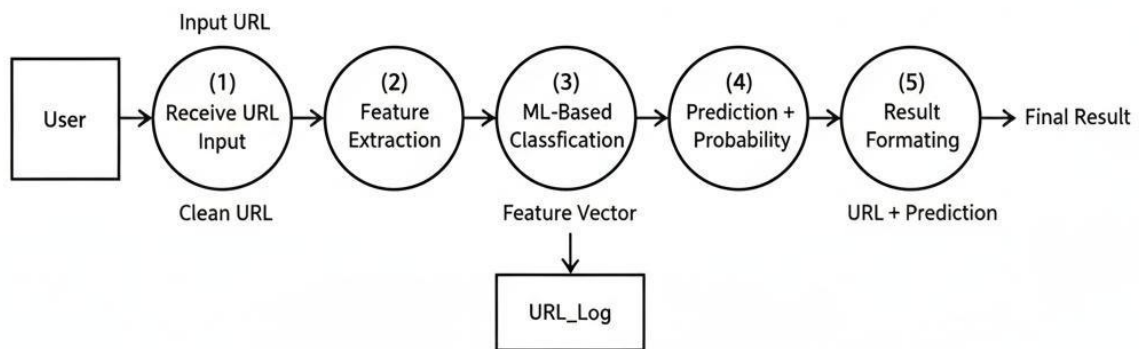 Input URL
User
(1)
Receive URL
Input
(2)
Feature
Extraction
(3)
ML-Based
Classfication
(4)
Prediction +
Probability
(5)
Result
Formating
Final Result
Clean URL
Feature Vector
URL + Prediction
URL_Log